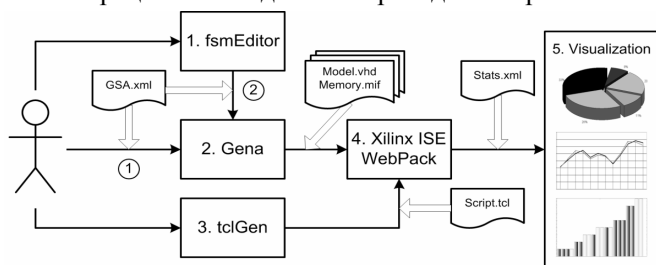 1. fsmEditor
5. Visualization
GSA.xml
Model.vhd
Memory.mif
Stats.xml
2
1
2. Gena
4. Xilinx ISE
WebPack
3. tclGen
Script.tcl